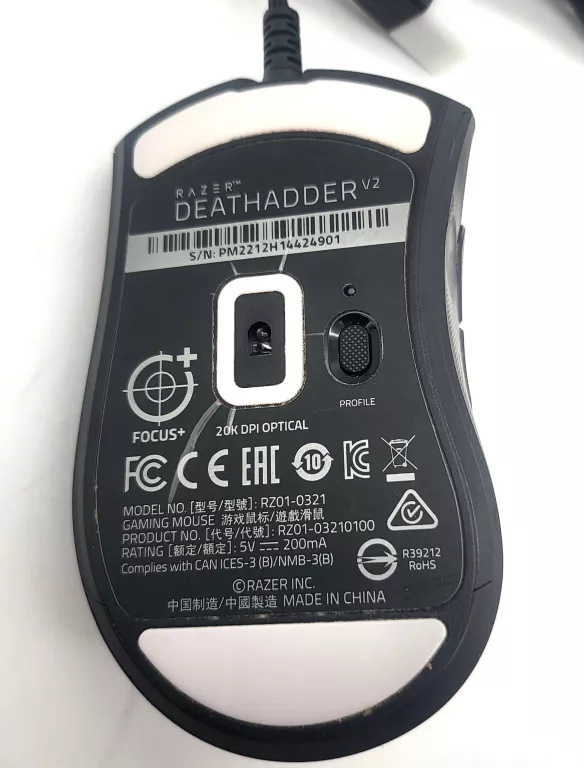 RAZER™
DEATHADDER V2
S/N: PM2212H14424901
PROFILE
FOCUS+
20K DPI OPTICAL
FC CE EAC 10 KC
MODEL NO. [型号/型號]: RZ01-0321
GAMING MOUSE 游戏鼠标/遊戲滑鼠
PRODUCT NO. [代号/代號]: RZ01-03210100
RATING [额定/額定]: 5V ⎓ 200mA
Complies with CAN ICES-3 (B)/NMB-3(B)
R39212
RoHS
©RAZER INC.
中国制造/中國製造 MADE IN CHINA